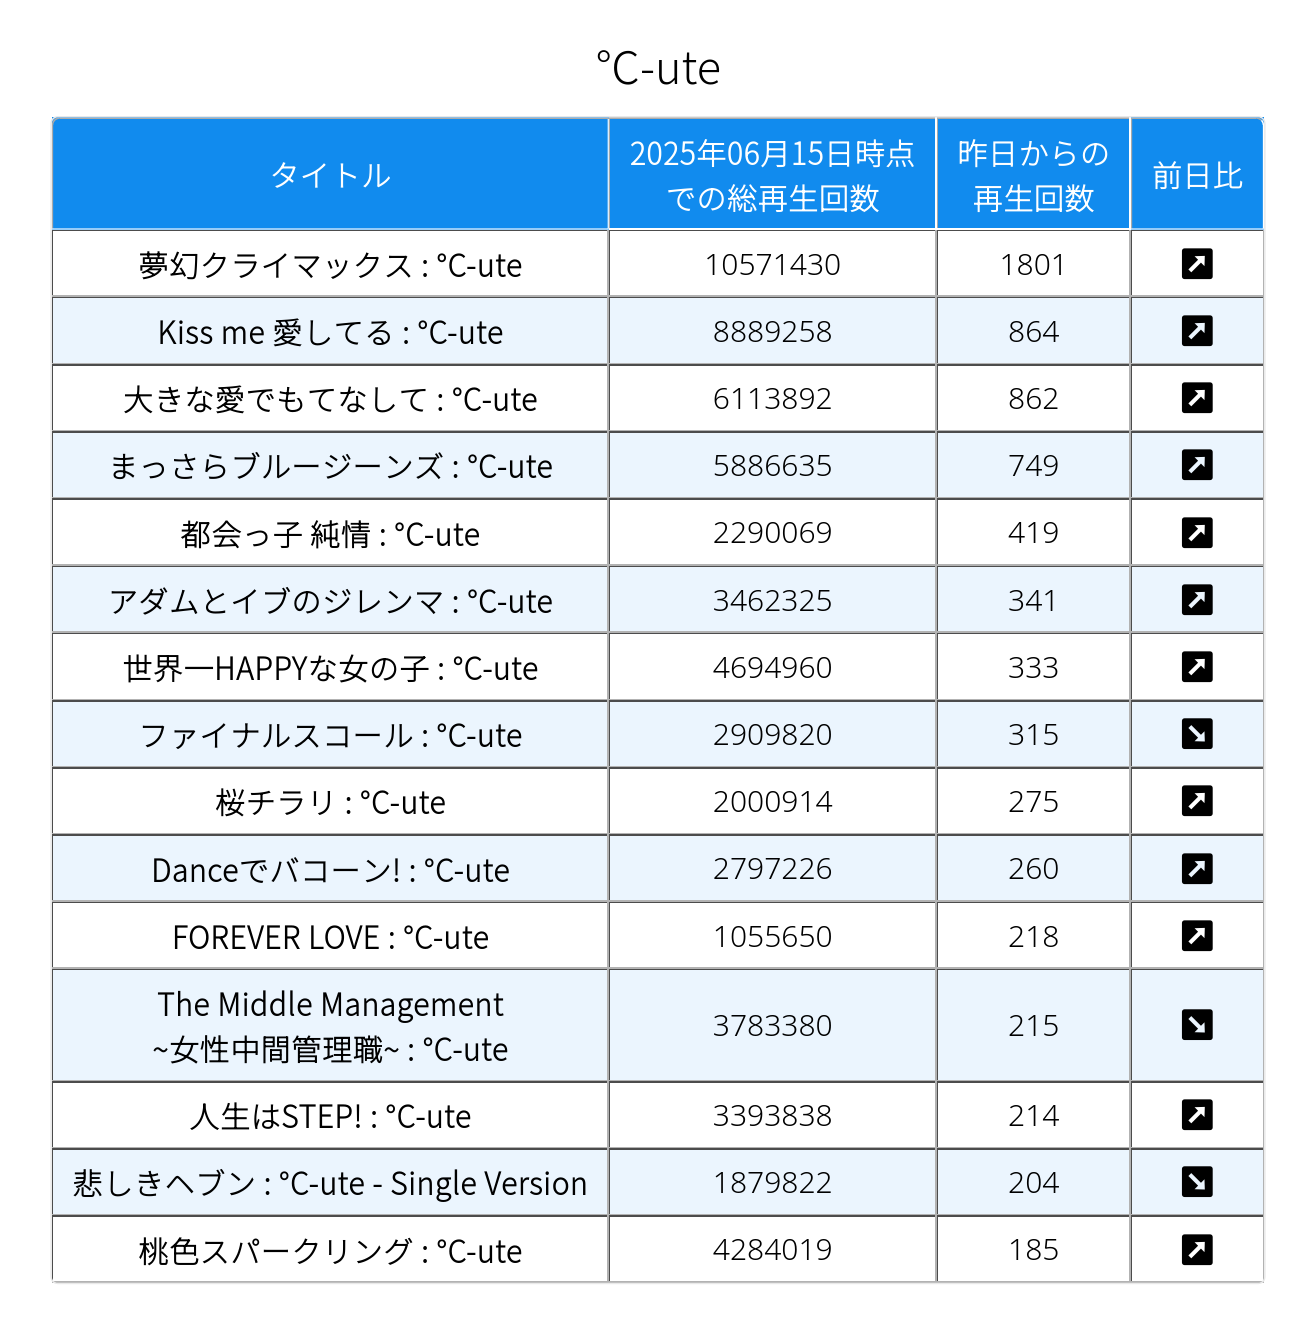 ℃-ute
タイトル
2025年06月15日時点
での総再生回数
昨日からの
再生回数
前日比
夢幻クライマックス : ℃-ute 10571430 1801
Kiss me 愛してる : ℃-ute 8889258 864
大きな愛でもてなして : ℃-ute 6113892 862
まっさらブルージーンズ : ℃-ute 5886635 749
都会っ子 純情 : ℃-ute 2290069 419
アダムとイブのジレンマ : ℃-ute 3462325 341
世界一HAPPYな女の子 : ℃-ute 4694960 333
ファイナルスコール : ℃-ute 2909820 315
桜チラリ : ℃-ute 2000914 275
Danceでバコーン! : ℃-ute 2797226 260
FOREVER LOVE : ℃-ute 1055650 218
The Middle Management
~女性中間管理職~ : ℃-ute 3783380 215
人生はSTEP! : ℃-ute 3393838 214
悲しきヘブン : ℃-ute - Single Version 1879822 204
桃色スパークリング : ℃-ute 4284019 185